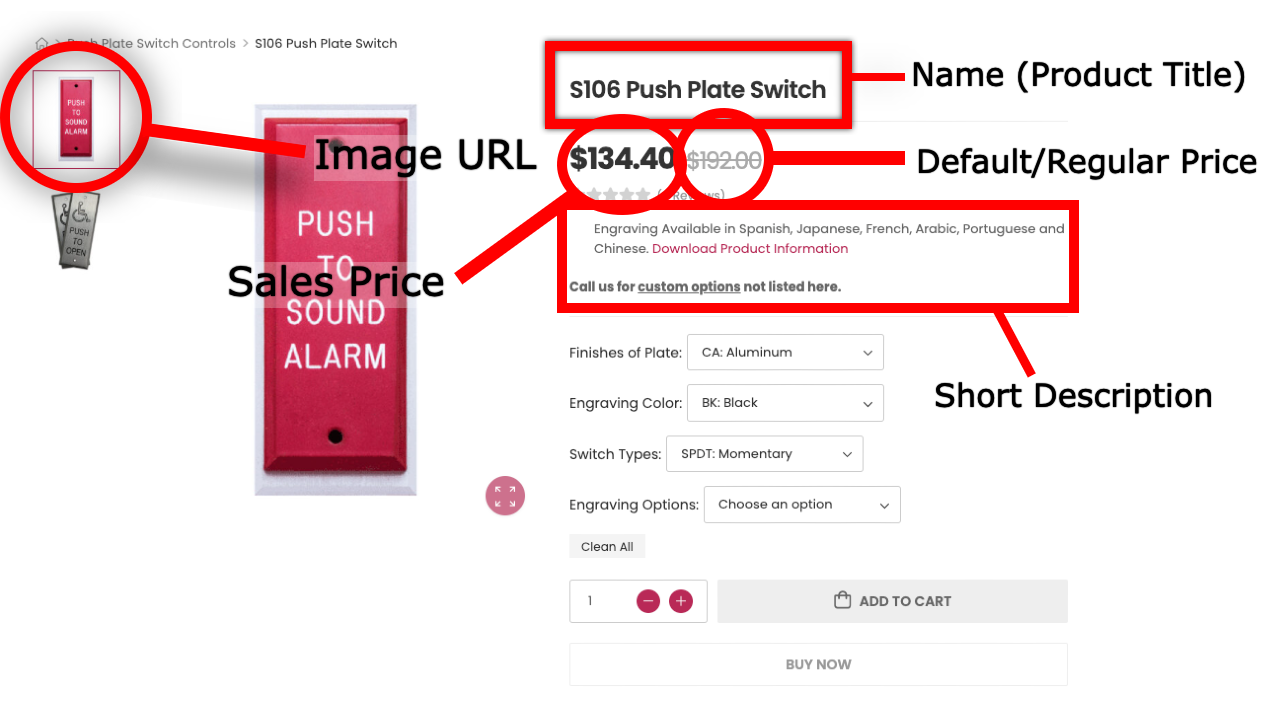 Push Plate Switch Controls > S106 Push Plate Switch
PUSH
TO
SOUND
ALARM
PUSH
TO
OPEN
PUSH
TO
SOUND
ALARM
Image URL
Sales Price
S106 Push Plate Switch
Name (Product Title)
$134.40 $192.00
Default/Regular Price
Engraving Available in Spanish, Japanese, French, Arabic, Portuguese and
Chinese. Download Product Information
Call us for custom options not listed here.
Short Description
Finishes of Plate: CA: Aluminum
Engraving Color: BK: Black
Switch Types: SPDT: Momentary
Engraving Options: Choose an option
Clean All
1 − +
ADD TO CART
BUY NOW